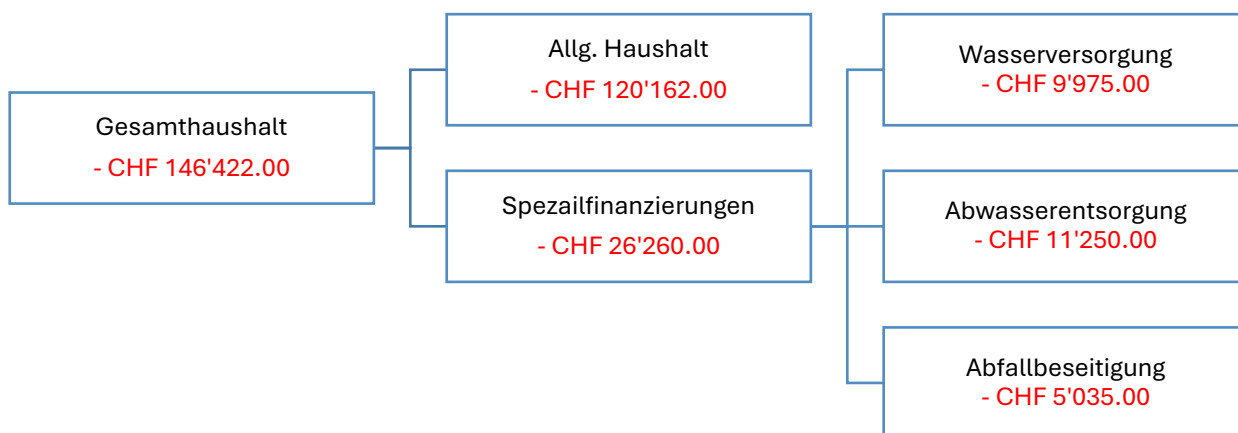 Gesamthaushalt
- CHF 146'422.00
Allg. Haushalt
- CHF 120'162.00
Spezailfinanzierungen
- CHF 26'260.00
Wasserversorgung
- CHF 9'975.00
Abwasserentsorgung
- CHF 11'250.00
Abfallbeseitigung
- CHF 5'035.00